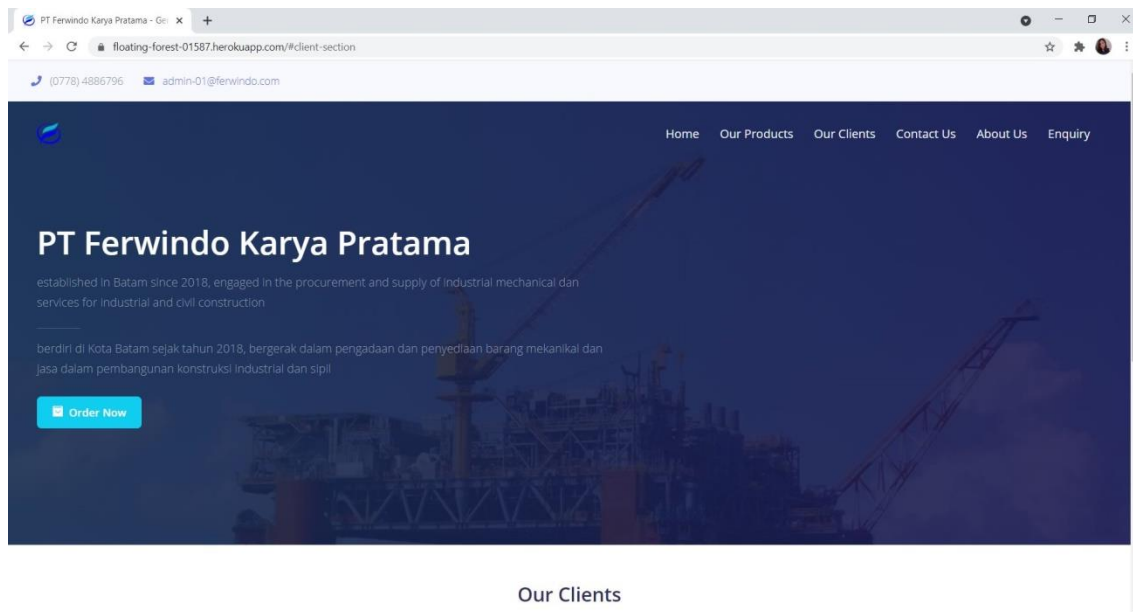 PT Ferwindo Karya Pratama - Ge
floating-forest-01587.herokuapp.com/#client-section
(0778) 4886796 admin-01@ferwindo.com
Home Our Products Our Clients Contact Us About Us Enquiry
PT Ferwindo Karya Pratama
established in Batam since 2018, engaged in the procurement and supply of industrial mechanical dan
services for industrial and civil construction
berdiri di Kota Batam sejak tahun 2018, bergerak dalam pengadaan dan penyediaan barang mekanikal dan
jasa dalam pembangunan konstruksi industrial dan sipil
Order Now
Our Clients